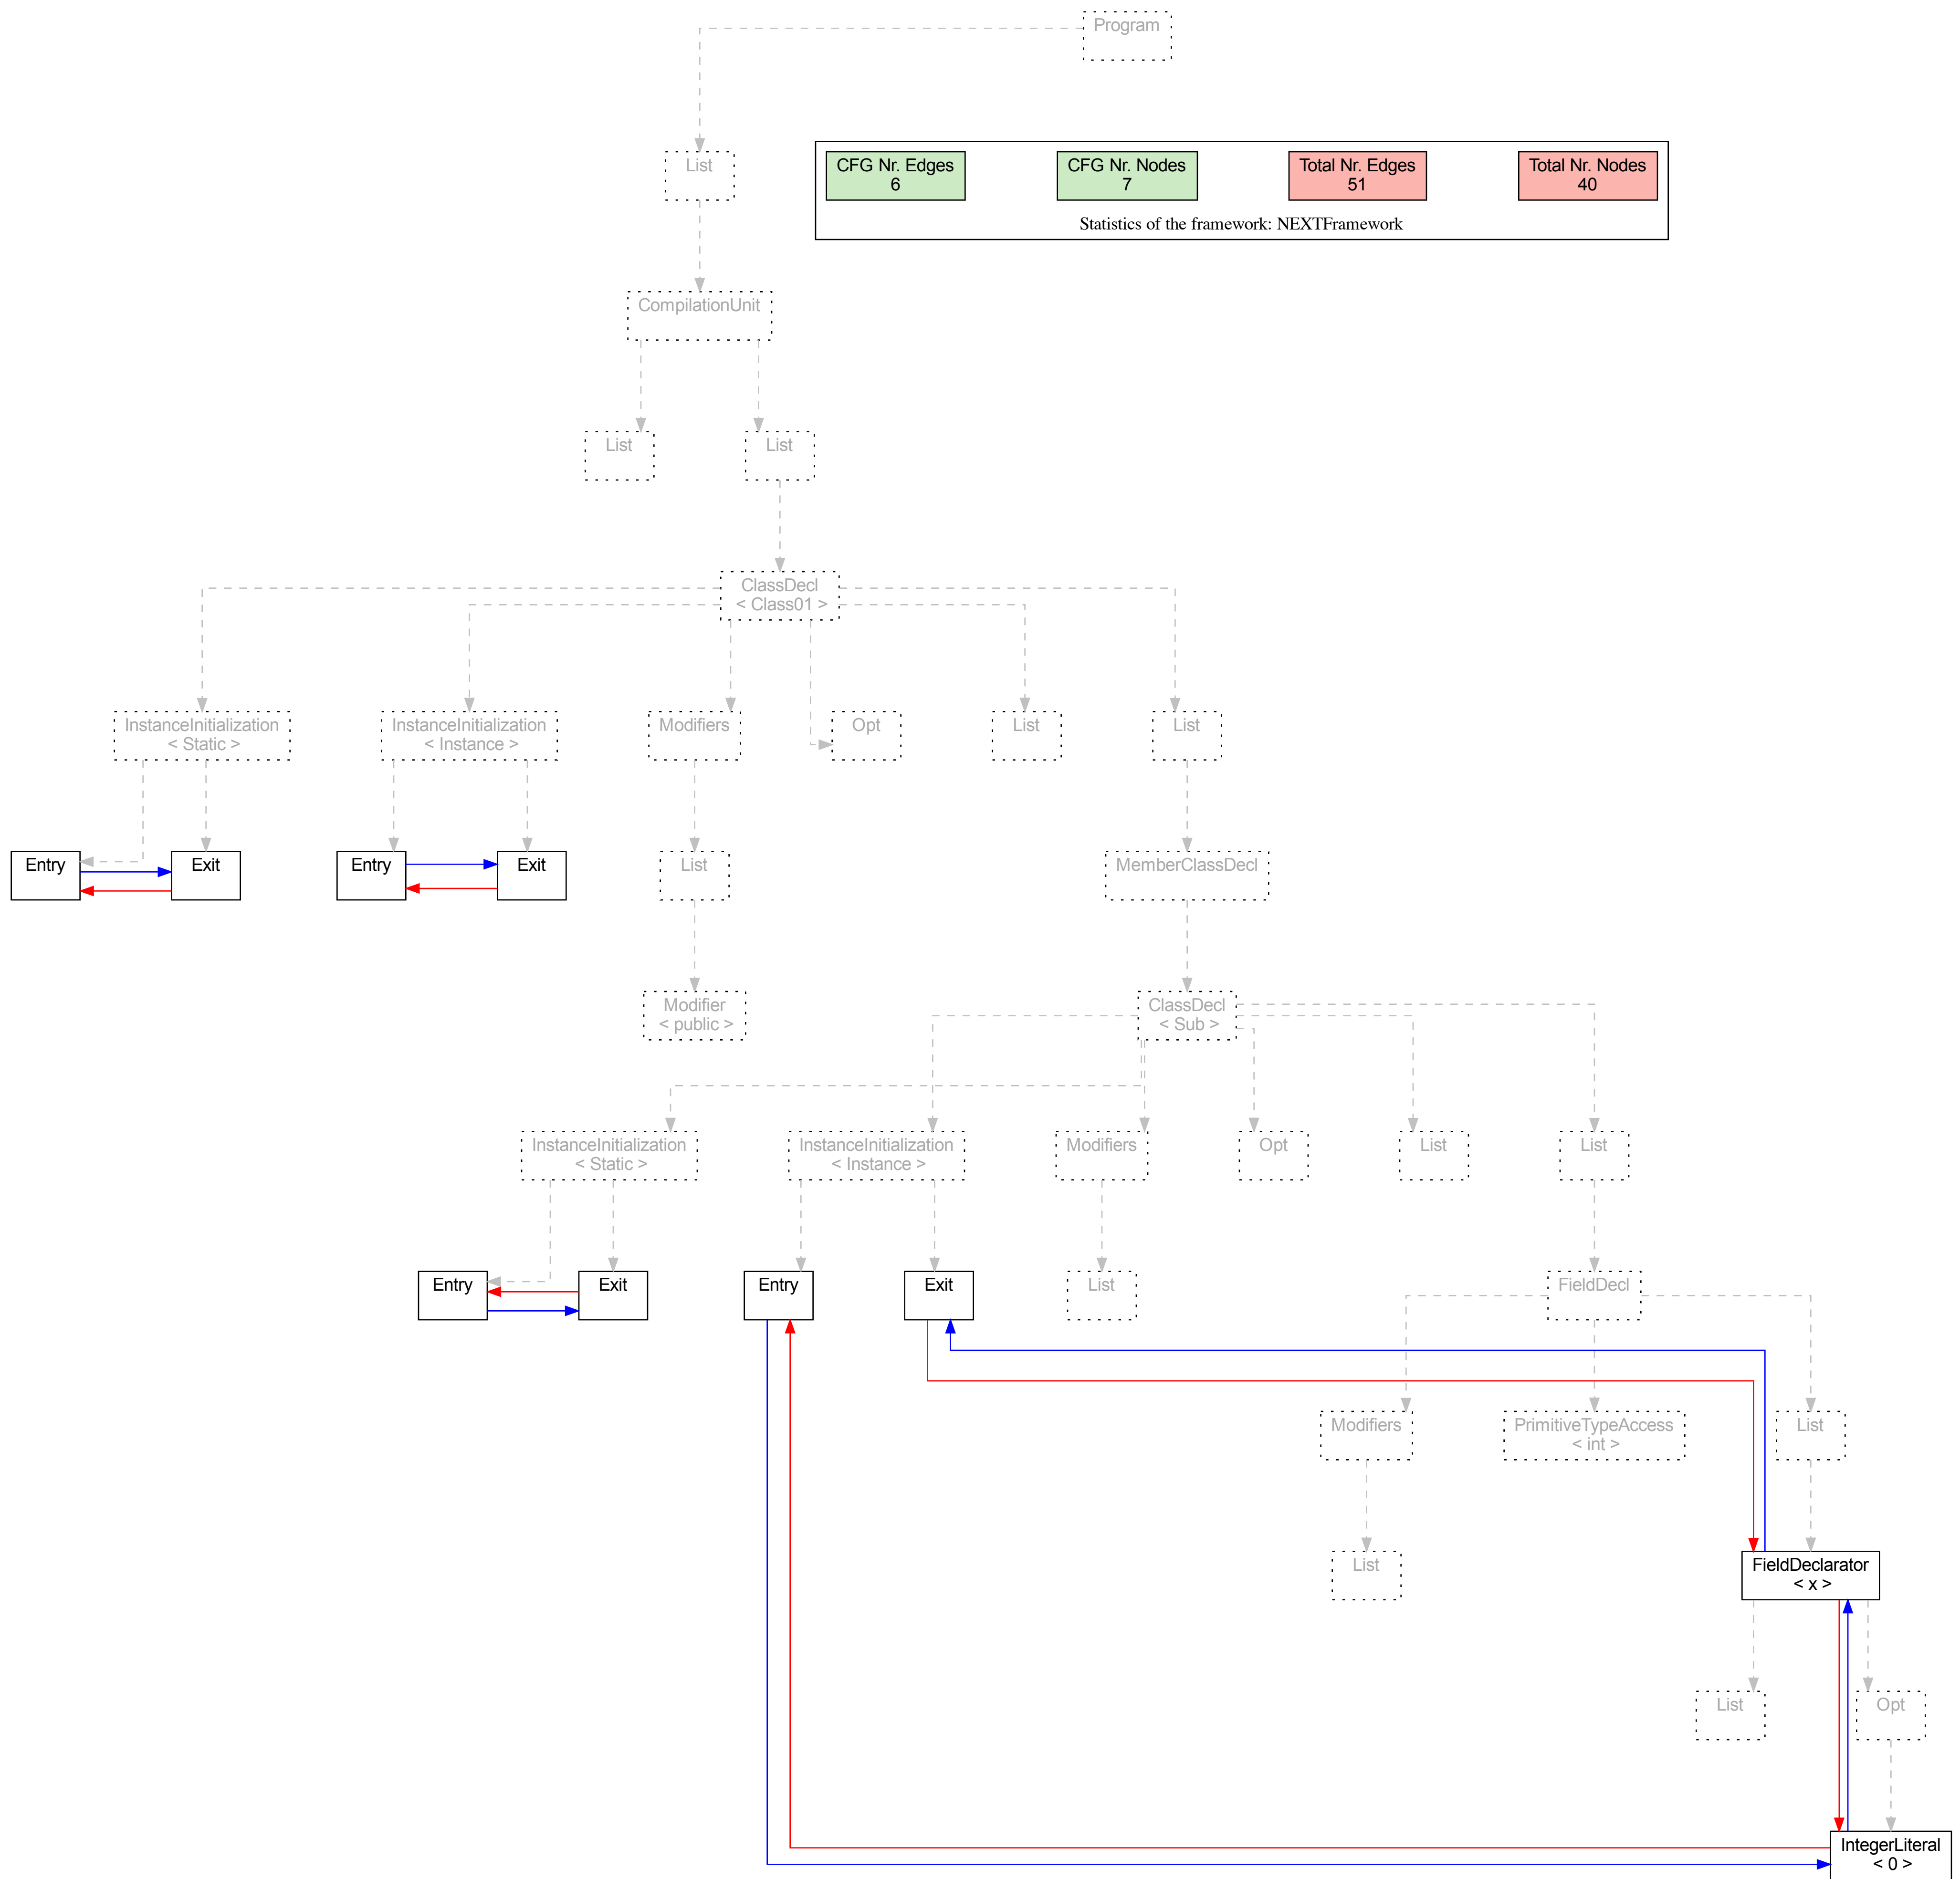 Program
List
CFG Nr. Edges
6
CFG Nr. Nodes
7
Total Nr. Edges
51
Total Nr. Nodes
40
Statistics of the framework: NEXTFramework
CompilationUnit
List
List
ClassDecl
< Class01 >
InstanceInitialization
< Static >
InstanceInitialization
< Instance >
Modifiers
Opt
List
List
Entry
Exit
Entry
Exit
List
MemberClassDecl
Modifier
< public >
ClassDecl
< Sub >
InstanceInitialization
< Static >
InstanceInitialization
< Instance >
Modifiers
Opt
List
List
Entry
Exit
Entry
Exit
List
FieldDecl
Modifiers
PrimitiveTypeAccess
< int >
List
List
FieldDeclarator
< x >
List
Opt
IntegerLiteral
< 0 >